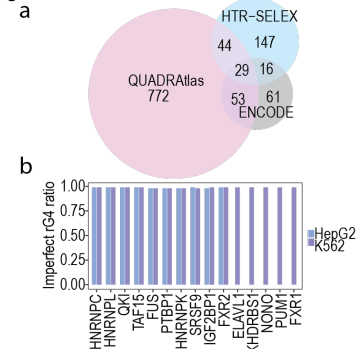 a
HTR-SELEX
44 147
29 16
QUADRAtlas
772
53 61
ENCODE
b
Imperfect rG4 ratio
1.00
0.75
0.50
0.25
0.00
HepG2
K562
HNRNPC
HNRNPL
QKI
TAF15
FUS
PTBP1
HNRNPK
SRSF9
IGF2BP1
FXR2
ELAVL1
KHDRBS1
NONO
PUM1
FXR1